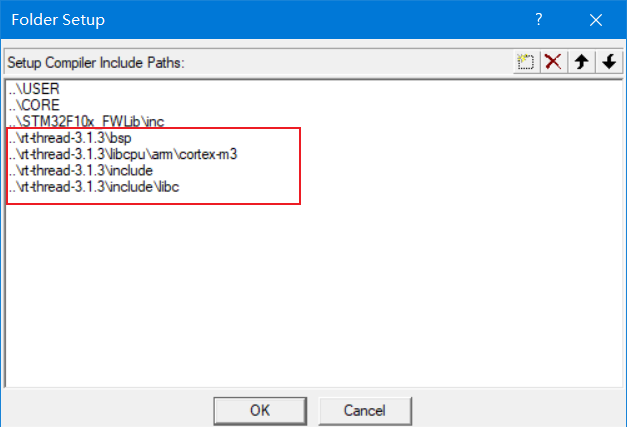 Folder Setup
Setup Compiler Include Paths:
..\USER
..\CORE
..\STM32F10x_FWLib\inc
..\rt-thread-3.1.3\bsp
..\rt-thread-3.1.3\libcpu\arm\cortex-m3
..\rt-thread-3.1.3\include
..\rt-thread-3.1.3\include\libc
OK Cancel